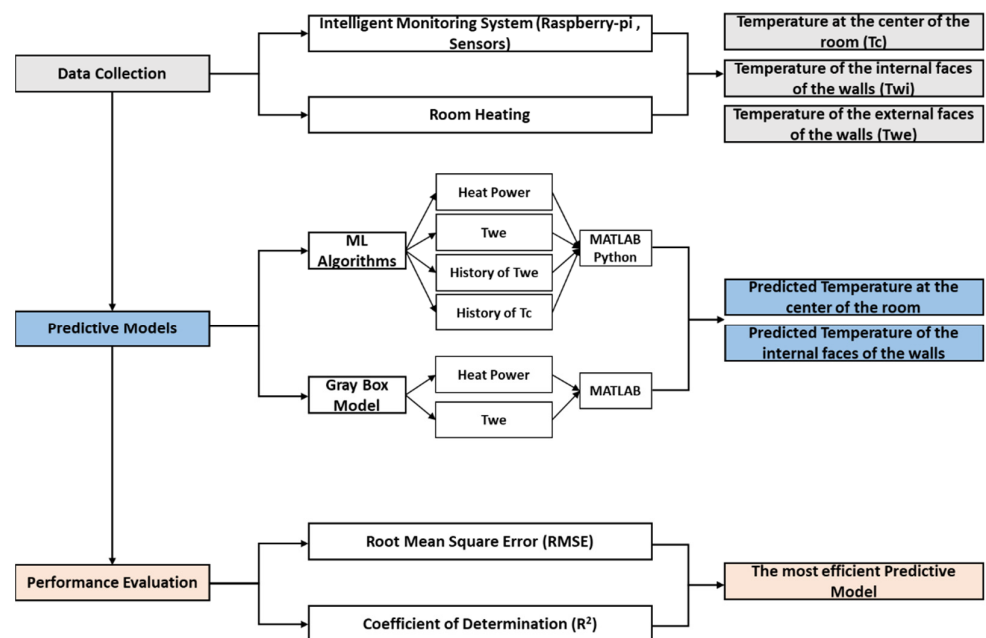 Data Collection
Intelligent Monitoring System (Raspberry-pi ,
Sensors)
Room Heating
Temperature at the center of the
room (Tc)
Temperature of the internal faces
of the walls (Twi)
Temperature of the external faces
of the walls (Twe)
Predictive Models
ML
Algorithms
Heat Power
Twe
History of Twe
History of Tc
MATLAB
Python
Gray Box
Model
Heat Power
Twe
MATLAB
Predicted Temperature at the
center of the room
Predicted Temperature of the
internal faces of the walls
Performance Evaluation
Root Mean Square Error (RMSE)
Coefficient of Determination (R²)
The most efficient Predictive
Model